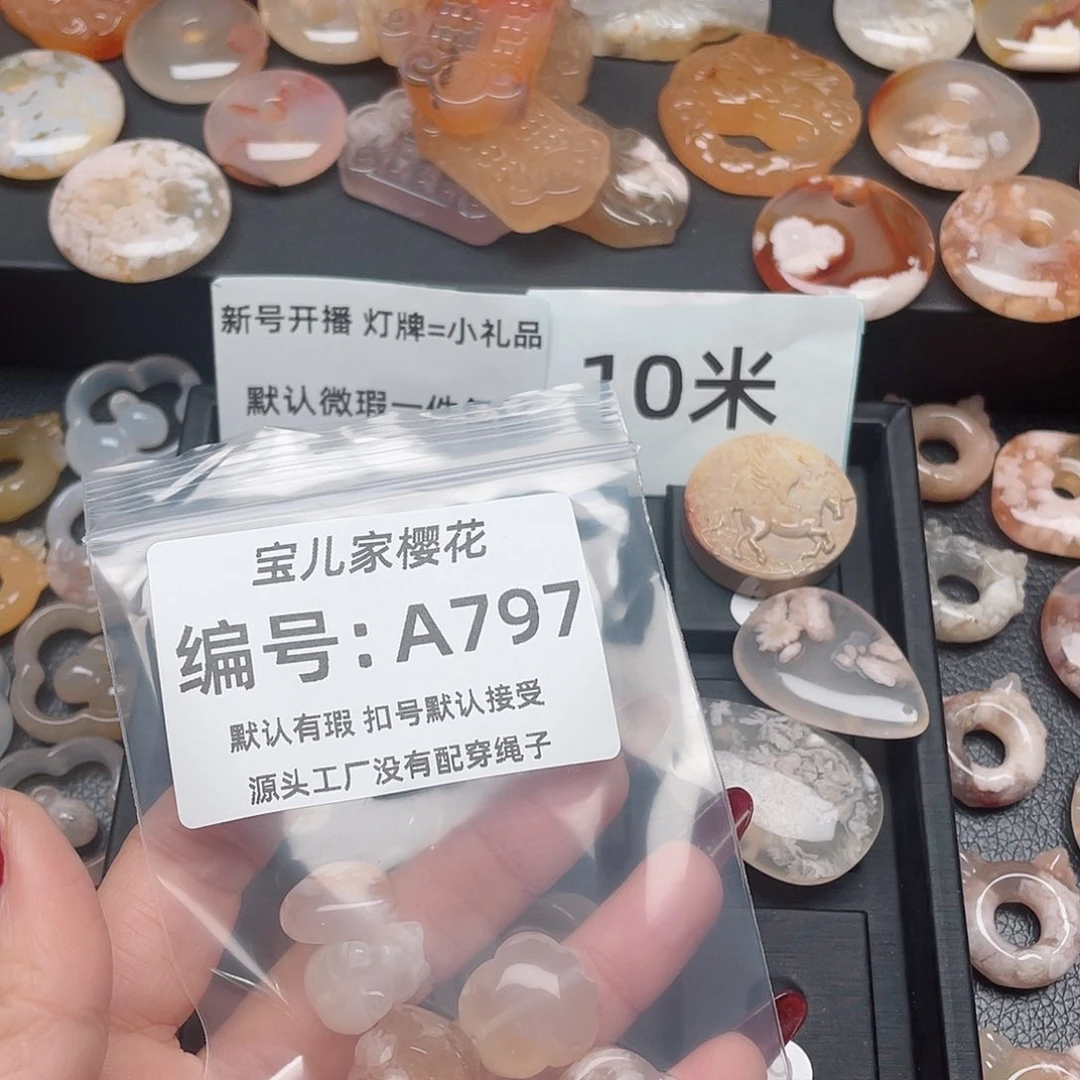 新号开播 灯牌=小礼品
默认微瑕一件
10米
宝儿家樱花
编号:A797
默认有瑕 扣号默认接受
源头工厂没有配穿绳子